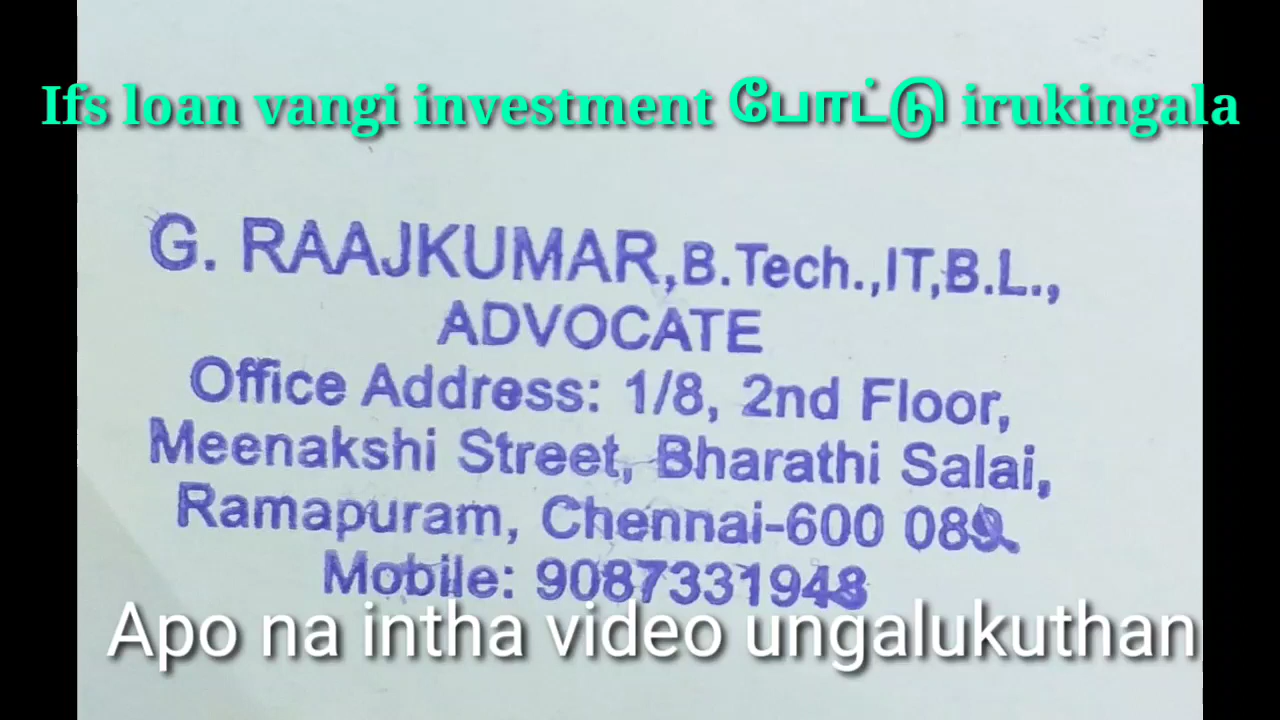 Ifs loan vangi investment போட்டு irukingala
G. RAAJKUMAR,B.Tech.,IT,B.L.,
ADVOCATE
Office Address: 1/8, 2nd Floor,
Meenakshi Street, Bharathi Salai,
Ramapuram, Chennai-600 089.
Mobile: 9087331948
Apo na intha video ungalukuthan